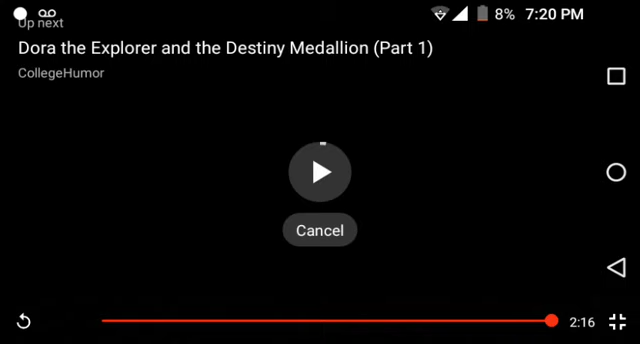 8% 7:20 PM
Up next
Dora the Explorer and the Destiny Medallion (Part 1)
CollegeHumor
Cancel
2:16